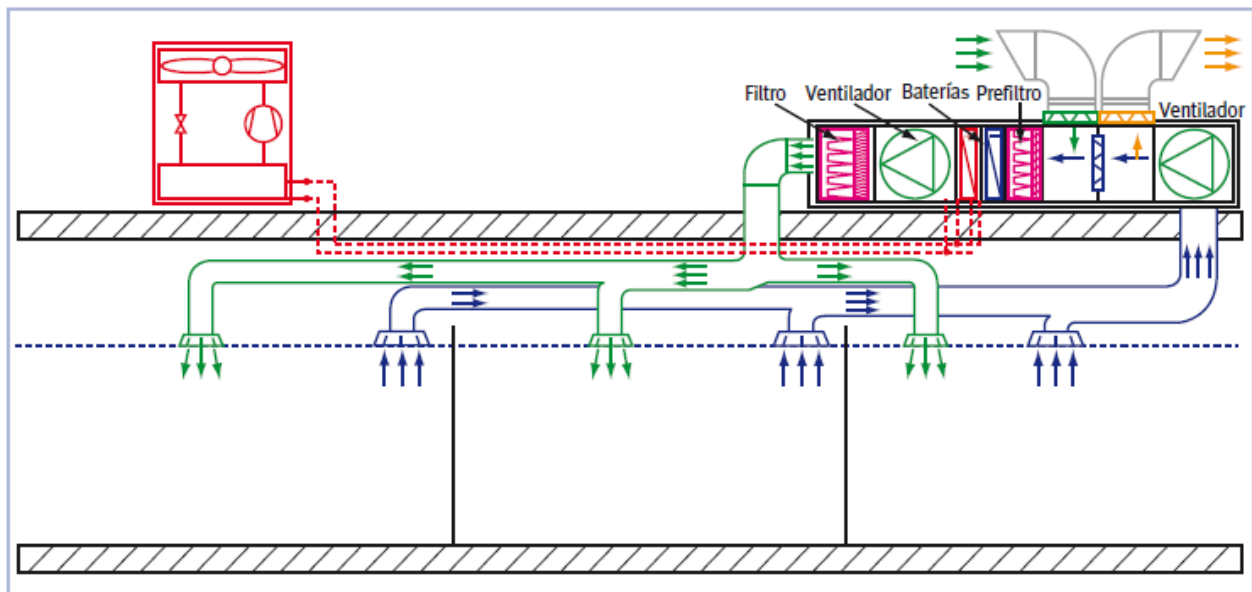 Filtro
Ventilador
Baterías
Prefiltro
Ventilador